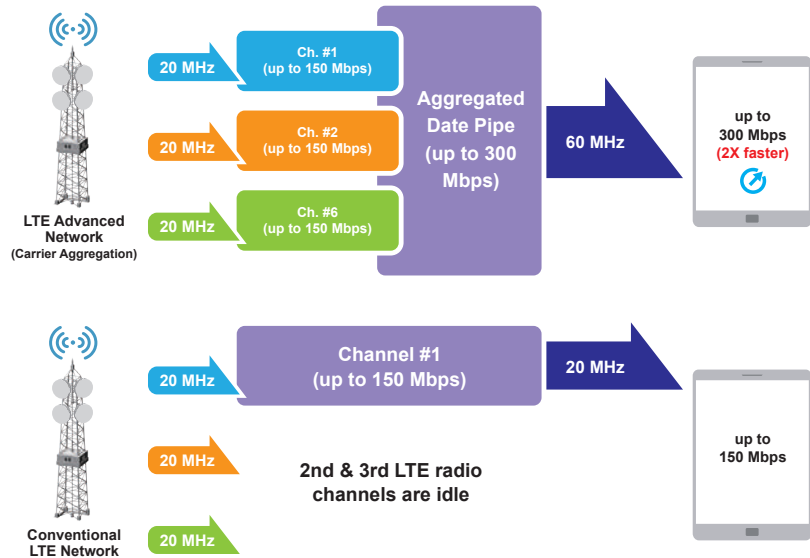 20 MHz
Ch. #1
(up to 150 Mbps)
20 MHz
Ch. #2
(up to 150 Mbps)
20 MHz
Ch. #6
(up to 150 Mbps)
Aggregated
Date Pipe
(up to 300
Mbps)
60 MHz
up to
300 Mbps
(2X faster)
LTE Advanced
Network
(Carrier Aggregation)
20 MHz
Channel #1
(up to 150 Mbps)
20 MHz
up to
150 Mbps
20 MHz
2nd & 3rd LTE radio
channels are idle
20 MHz
Conventional
LTE Network